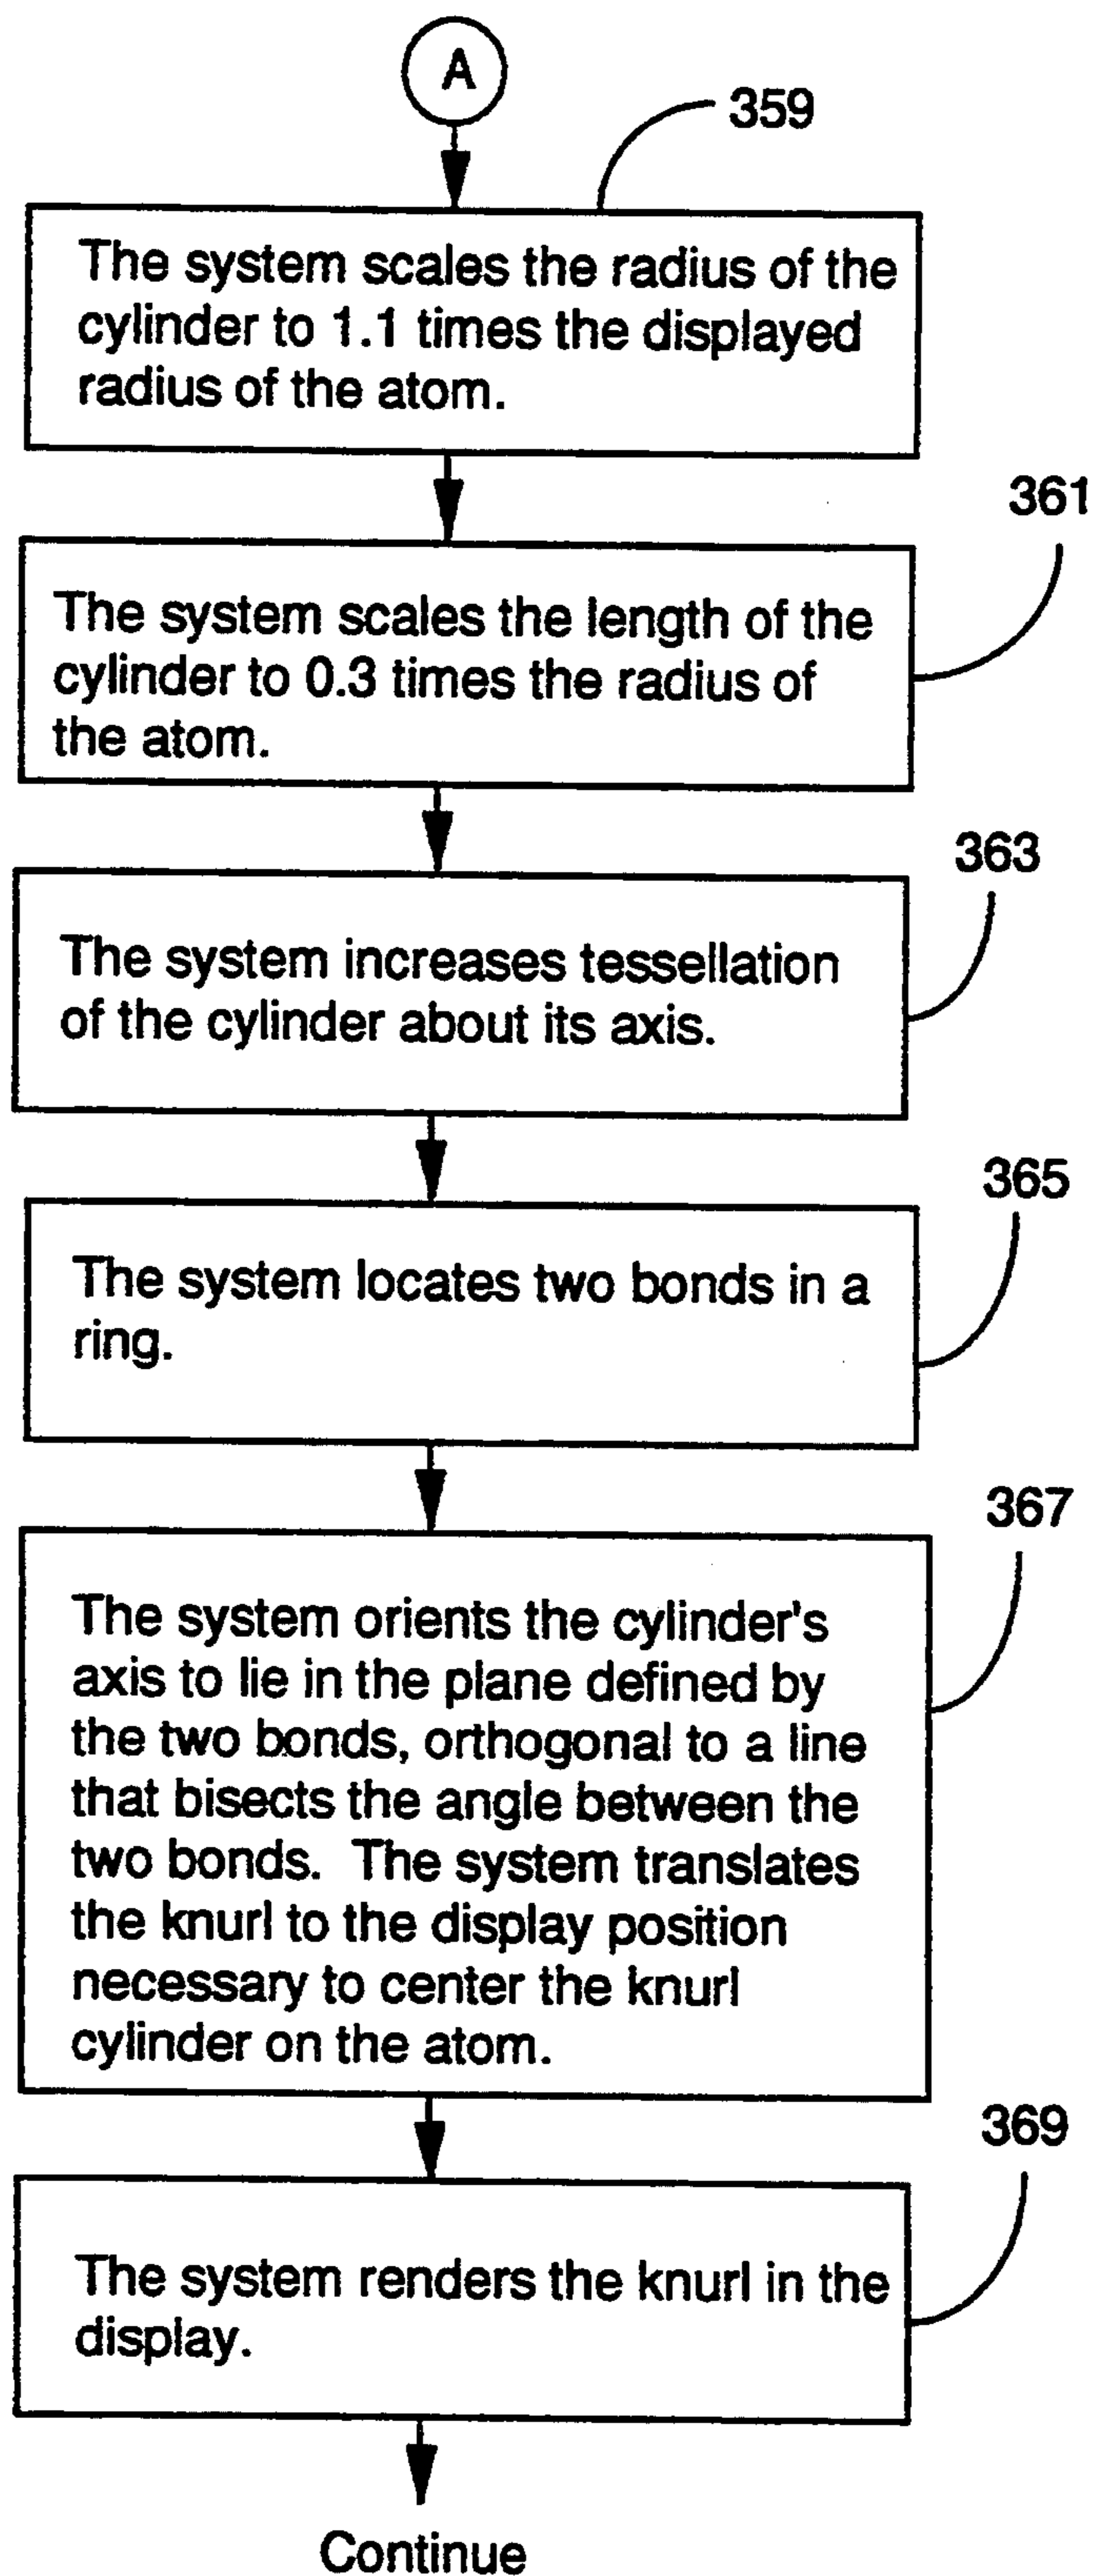 A
359
The system scales the radius of the
cylinder to 1.1 times the displayed
radius of the atom.
361
The system scales the length of the
cylinder to 0.3 times the radius of
the atom.
363
The system increases tessellation
of the cylinder about its axis.
365
The system locates two bonds in a
ring.
367
The system orients the cylinder's
axis to lie in the plane defined by
the two bonds, orthogonal to a line
that bisects the angle between the
two bonds. The system translates
the knurl to the display position
necessary to center the knurl
cylinder on the atom.
369
The system renders the knurl in the
display.
Continue